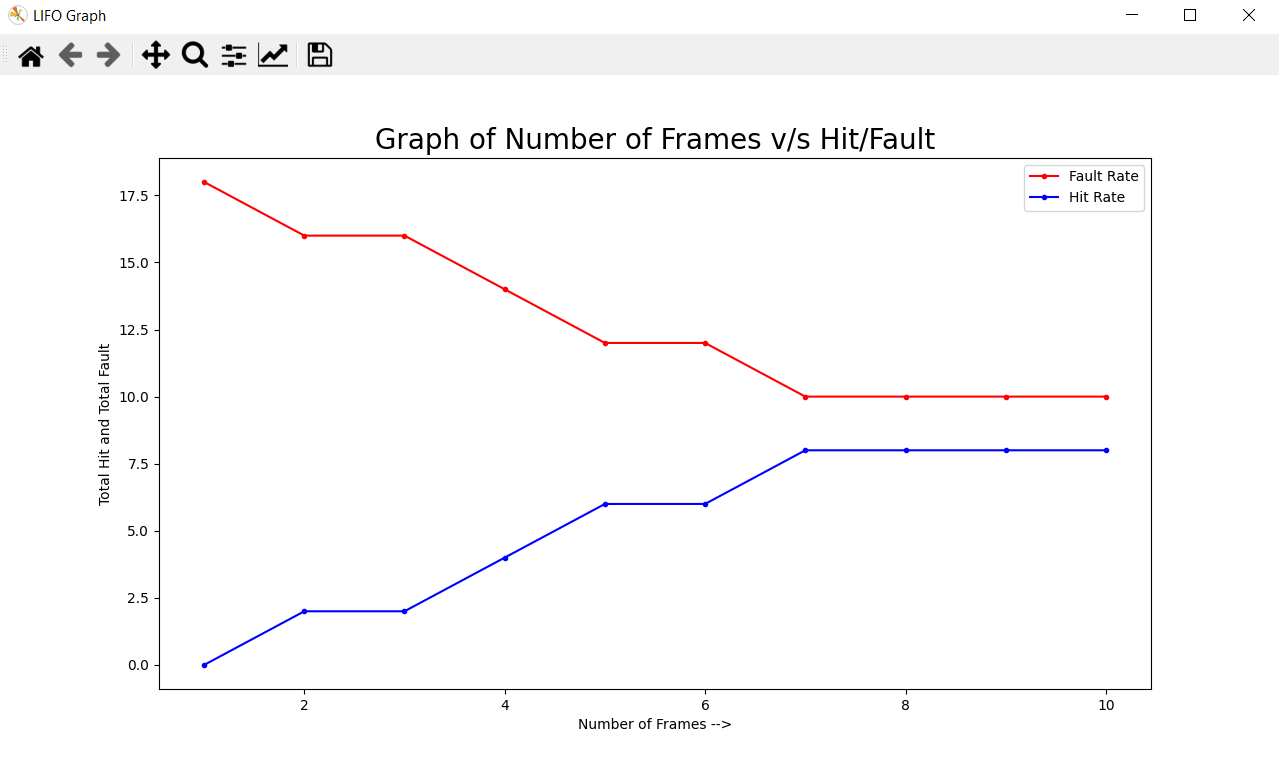 LIFO Graph
Graph of Number of Frames v/s Hit/Fault
Fault Rate
Hit Rate
17.5
15.0
12.5
10.0
7.5
5.0
2.5
0.0
Total Hit and Total Fault
2 4 6 8 10
Number of Frames -->